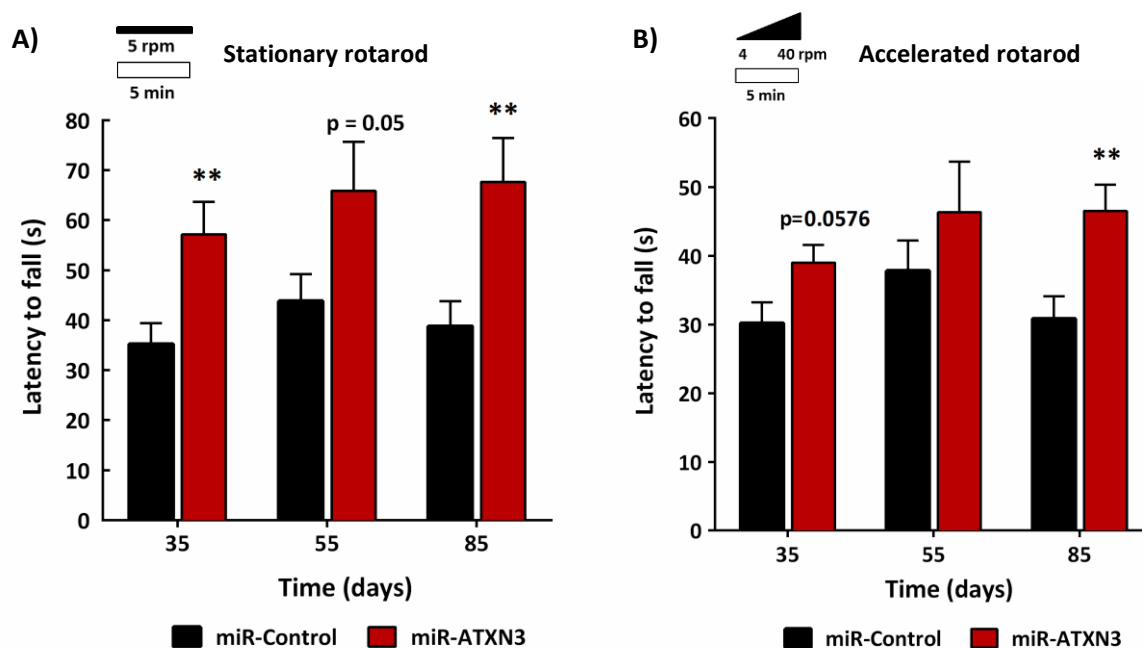 A)
5 rpm
5 min
Stationary rotarod
Latency to fall (s)
80
70
60
50
40
30
20
10
0
**
p = 0.05
**
35
55
85
Time (days)
miR-Control
miR-ATXN3
B)
4 40 rpm
5 min
Accelerated rotarod
Latency to fall (s)
60
50
40
30
20
10
0
p=0.0576
**
35
55
85
Time (days)
miR-Control
miR-ATXN3